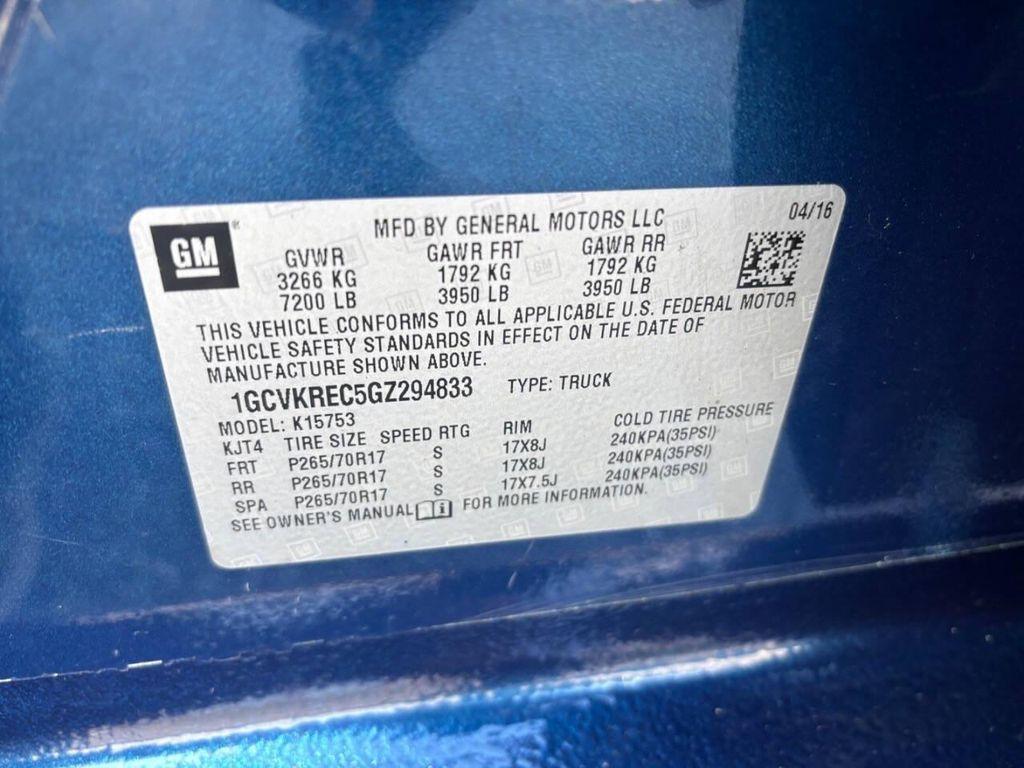 GM®
MFD BY GENERAL MOTORS LLC 04/16
GVWR GAWR FRT GAWR RR
3266 KG 1792 KG 1792 KG
7200 LB 3950 LB 3950 LB
THIS VEHICLE CONFORMS TO ALL APPLICABLE U.S. FEDERAL MOTOR
VEHICLE SAFETY STANDARDS IN EFFECT ON THE DATE OF
MANUFACTURE SHOWN ABOVE.
1GCVKREC5GZ294833 TYPE: TRUCK
MODEL: K15753
KJT4 TIRE SIZE SPEED RTG RIM COLD TIRE PRESSURE
FRT P265/70R17 S 17X8J 240KPA(35PSI)
RR P265/70R17 S 17X8J 240KPA(35PSI)
SPA P265/70R17 S 17X7.5J 240KPA(35PSI)
SEE OWNER'S MANUAL i FOR MORE INFORMATION.